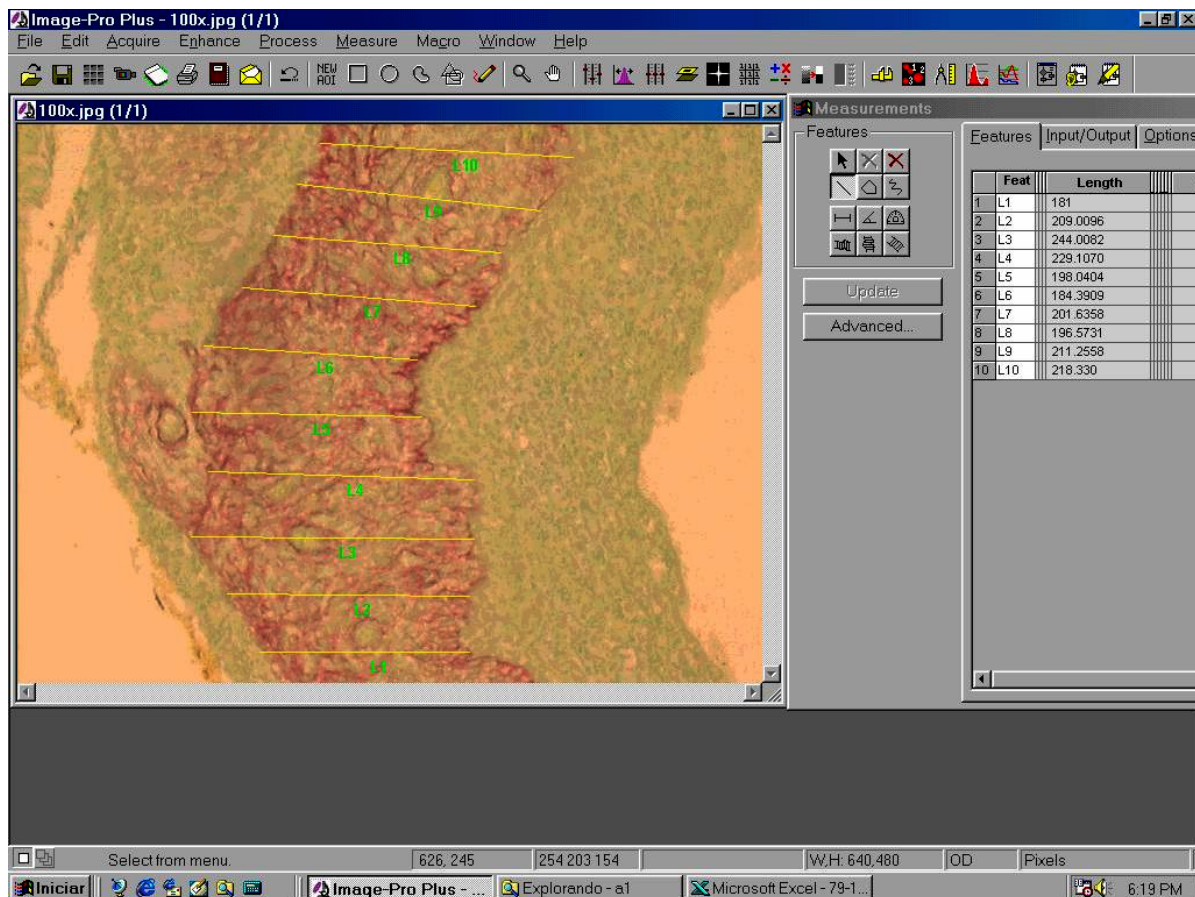 Image-Pro Plus - 100x.jpg (1/1)
File Edit Acquire Enhance Process Measure Macro Window Help
NEW AOI
100x.jpg (1/1)
L10
L9
L8
L7
L6
L5
L4
L3
L2
L1
Measurements
Features
Update
Advanced...
Features Input/Output Options
Feat Length
1 L1 181
2 L2 209.0096
3 L3 244.0082
4 L4 229.1070
5 L5 198.0404
6 L6 184.3909
7 L7 201.6358
8 L8 196.5731
9 L9 211.2558
10 L10 218.330
Select from menu. 626, 245 254 203 154 W,H: 640,480 OD Pixels
Iniciar Image-Pro Plus - ... Explorando - a1 Microsoft Excel - 79-1... 6:19 PM